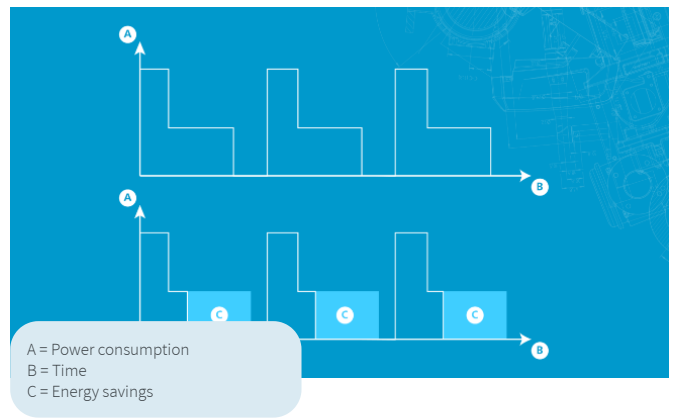 A
B
A
C C C
B
A = Power consumption
B = Time
C = Energy savings